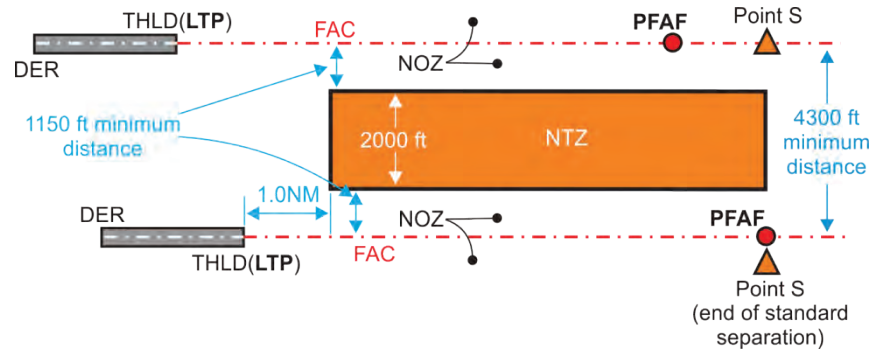 THLD(LTP)
FAC
PFAF
Point S
DER
NOZ
1150 ft minimum
distance
2000 ft
NTZ
4300 ft
minimum
distance
1.0NM
DER
NOZ
PFAF
THLD(LTP)
FAC
Point S
(end of standard
separation)